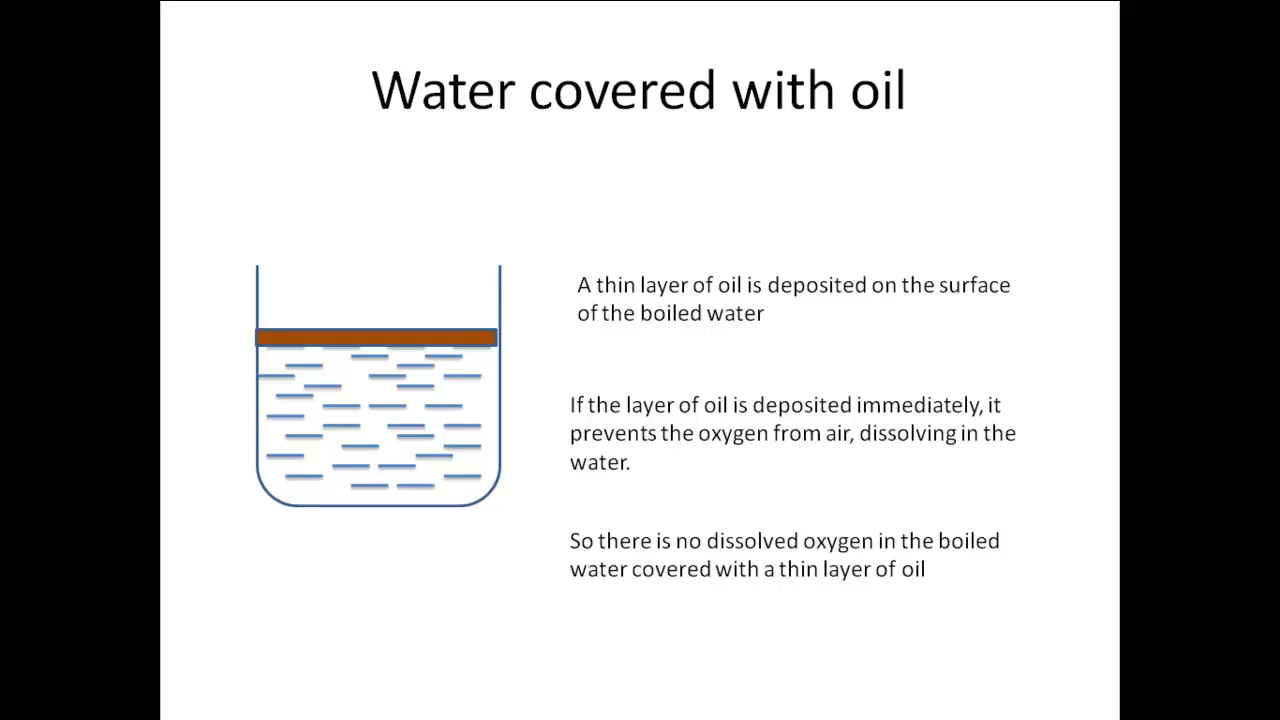 Water covered with oil
A thin layer of oil is deposited on the surface
of the boiled water
If the layer of oil is deposited immediately, it
prevents the oxygen from air, dissolving in the
water.
So there is no dissolved oxygen in the boiled
water covered with a thin layer of oil